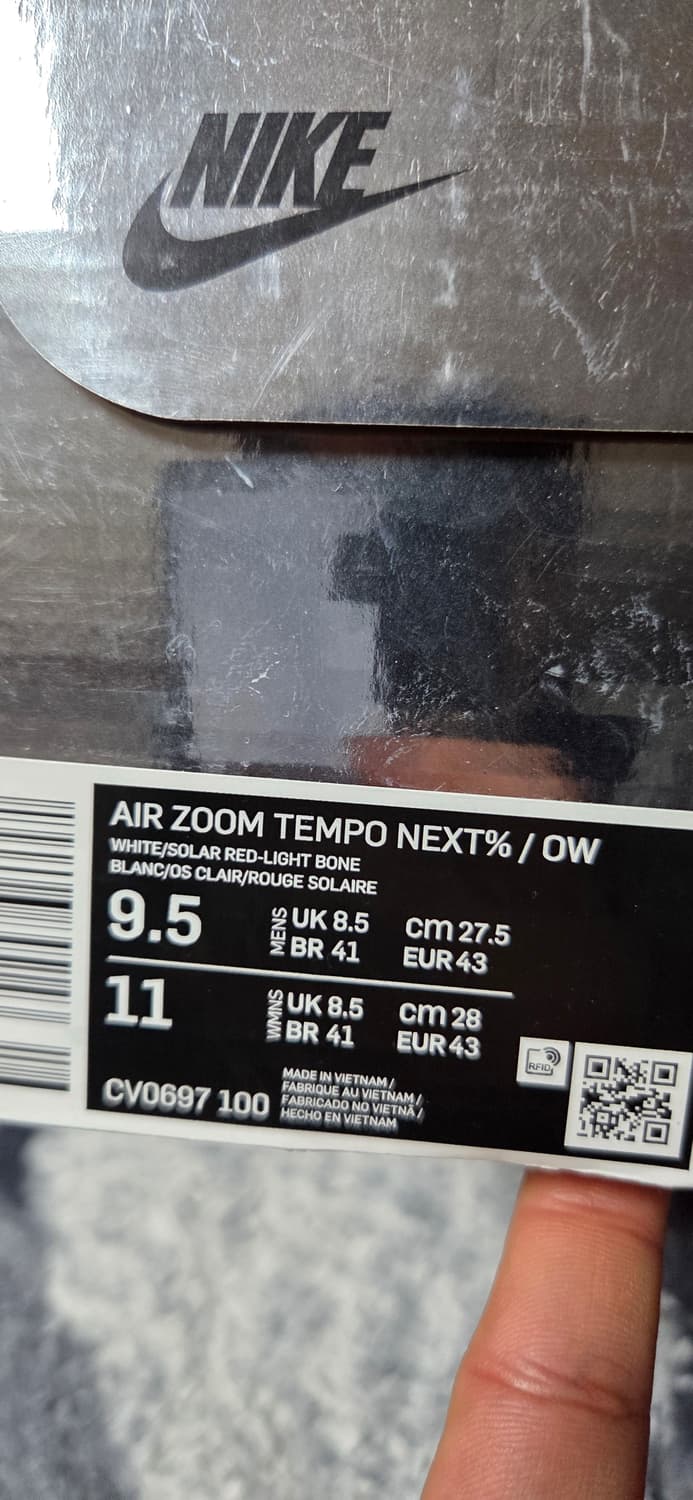 NIKE
AIR ZOOM TEMPO NEXT% / OW
WHITE/SOLAR RED-LIGHT BONE
BLANC/OS CLAIR/ROUGE SOLAIRE
9.5 MENS UK 8.5 cm 27.5
BR 41 EUR 43
11 WMNS UK 8.5 cm 28
BR 41 EUR 43
RFID
CV0697 100
MADE IN VIETNAM /
FABRIQUE AU VIETNAM /
FABRICADO NO VIETNÃ /
HECHO EN VIETNAM